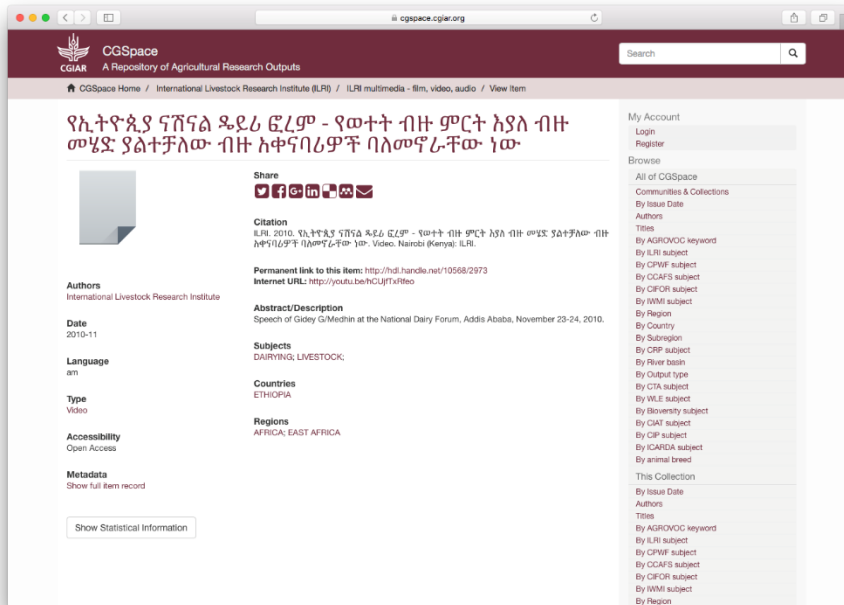 cgspace.cgiar.org
CGIAR
CGSpace
A Repository of Agricultural Research Outputs
Search
CGSpace Home / International Livestock Research Institute (ILRI) / ILRI multimedia - film, video, audio / View Item
የኢትዮጲያ ናሽናል ዴይሪ ፎረም - የወተት ብዙ ምርት እያለ ብዙ
መሄድ ያልተቻለው ብዙ አቀናባሪዎች ባለመኖራቸው ነው
Share
Citation
ILRI. 2010. የኢትዮጲያ ናሽናል ዴይሪ ፎረም - የወተት ብዙ ምርት እያለ ብዙ መሄድ ያልተቻለው ብዙ
አቀናባሪዎች ባለመኖራቸው ነው. Video. Nairobi (Kenya): ILRI.
Permanent link to this item: http://hdl.handle.net/10568/2973
Internet URL: http://youtu.be/hCUjfTxRfeo
Abstract/Description
Speech of Gidey G/Medhin at the National Dairy Forum, Addis Ababa, November 23-24, 2010.
Subjects
DAIRYING; LIVESTOCK;
Countries
ETHIOPIA
Regions
AFRICA; EAST AFRICA
Authors
International Livestock Research Institute
Date
2010-11
Language
am
Type
Video
Accessibility
Open Access
Metadata
Show full item record
Show Statistical Information
My Account
Login
Register
Browse
All of CGSpace
Communities & Collections
By Issue Date
Authors
Titles
By AGROVOC keyword
By ILRI subject
By CPWF subject
By CCAFS subject
By CIFOR subject
By IWMI subject
By Region
By Country
By Subregion
By CRP subject
By River basin
By Output type
By CTA subject
By WLE subject
By Bioversity subject
By CIAT subject
By CIP subject
By ICARDA subject
By animal breed
This Collection
By Issue Date
Authors
Titles
By AGROVOC keyword
By ILRI subject
By CPWF subject
By CCAFS subject
By CIFOR subject
By IWMI subject
By Region